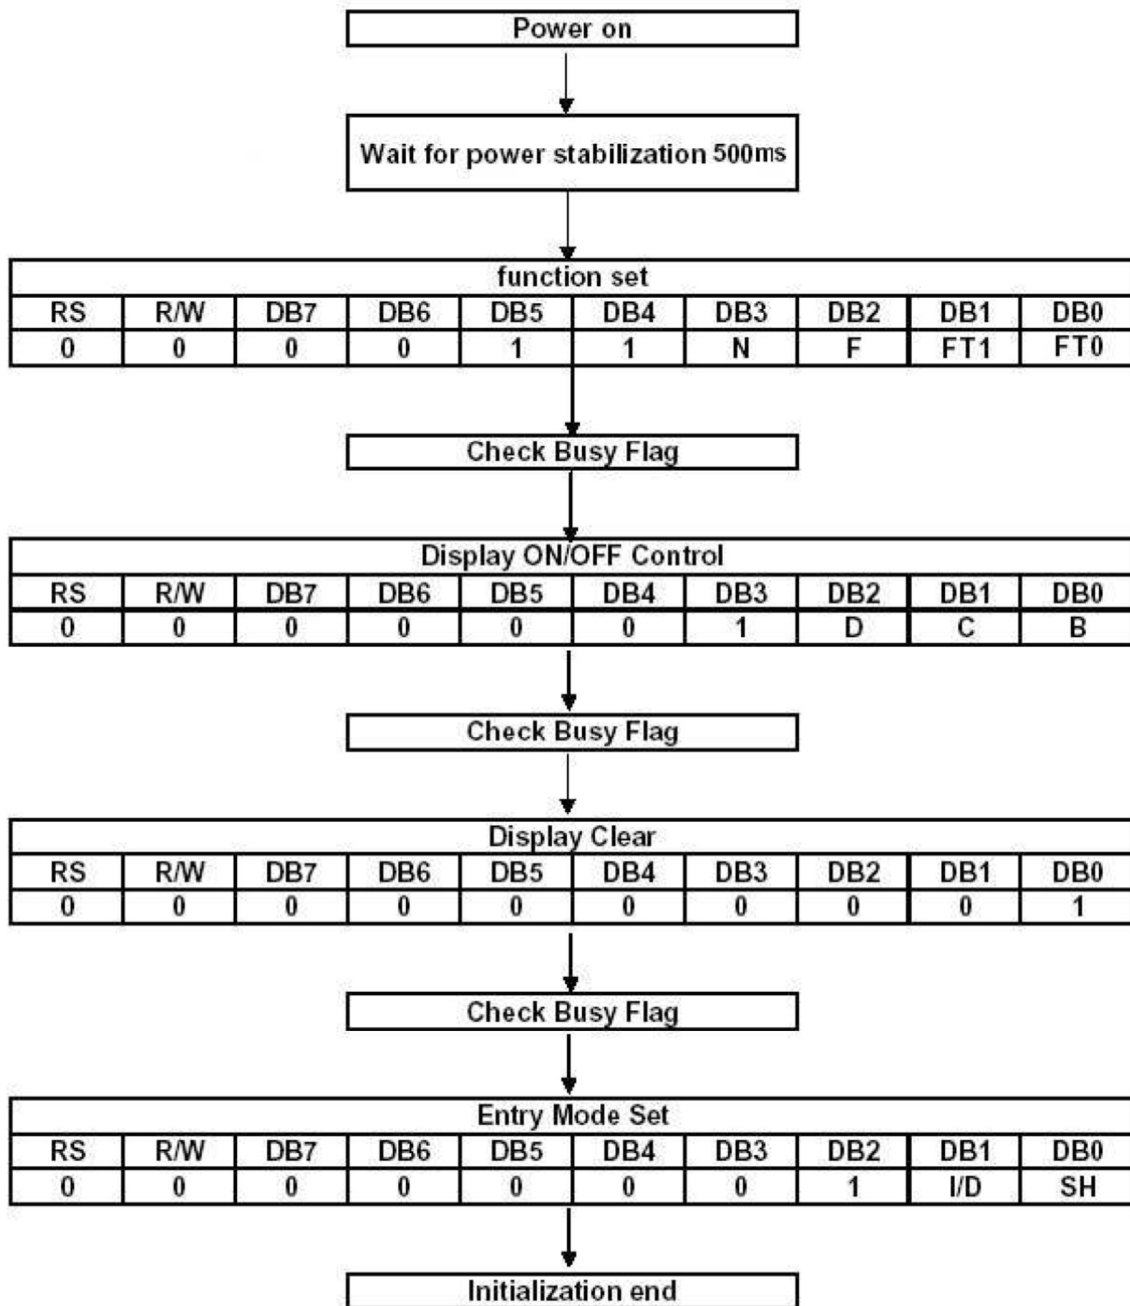 Power on
Wait for power stabilization 500ms
function set
RS R/W DB7 DB6 DB5 DB4 DB3 DB2 DB1 DB0
0 0 0 0 1 1 N F FT1 FT0
Check Busy Flag
Display ON/OFF Control
RS R/W DB7 DB6 DB5 DB4 DB3 DB2 DB1 DB0
0 0 0 0 0 0 1 D C B
Check Busy Flag
Display Clear
RS R/W DB7 DB6 DB5 DB4 DB3 DB2 DB1 DB0
0 0 0 0 0 0 0 0 0 1
Check Busy Flag
Entry Mode Set
RS R/W DB7 DB6 DB5 DB4 DB3 DB2 DB1 DB0
0 0 0 0 0 0 0 1 I/D SH
Initialization end